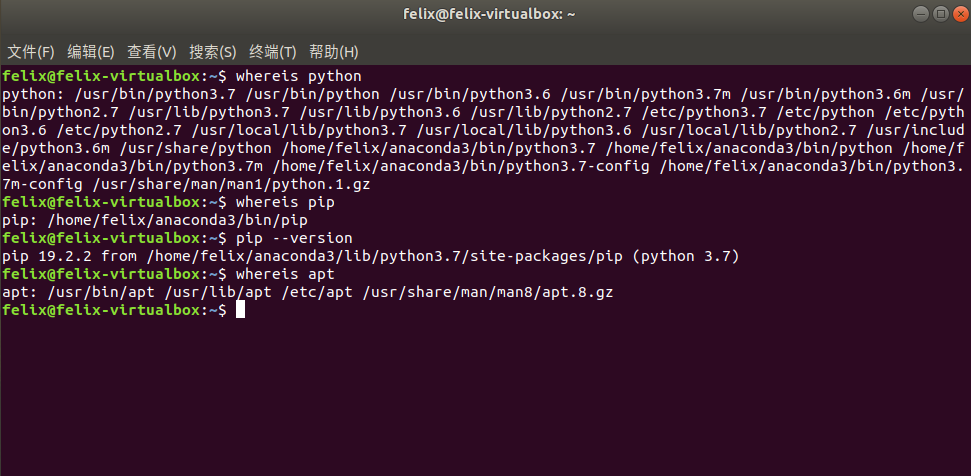 felix@felix-virtualbox: ~
文件(F) 编辑(E) 查看(V) 搜索(S) 终端(T) 帮助(H)
felix@felix-virtualbox:~$ whereis python
python: /usr/bin/python3.7 /usr/bin/python /usr/bin/python3.6 /usr/bin/python3.7m /usr/bin/python3.6m /usr/
bin/python2.7 /usr/lib/python3.7 /usr/lib/python3.6 /usr/lib/python2.7 /etc/python3.7 /etc/python /etc/pyth
on3.6 /etc/python2.7 /usr/local/lib/python3.7 /usr/local/lib/python3.6 /usr/local/lib/python2.7 /usr/includ
e/python3.6m /usr/share/python /home/felix/anaconda3/bin/python3.7 /home/felix/anaconda3/bin/python /home/f
elix/anaconda3/bin/python3.7m /home/felix/anaconda3/bin/python3.7-config /home/felix/anaconda3/bin/python3.
7m-config /usr/share/man/man1/python.1.gz
felix@felix-virtualbox:~$ whereis pip
pip: /home/felix/anaconda3/bin/pip
felix@felix-virtualbox:~$ pip --version
pip 19.2.2 from /home/felix/anaconda3/lib/python3.7/site-packages/pip (python 3.7)
felix@felix-virtualbox:~$ whereis apt
apt: /usr/bin/apt /usr/lib/apt /etc/apt /usr/share/man/man8/apt.8.gz
felix@felix-virtualbox:~$